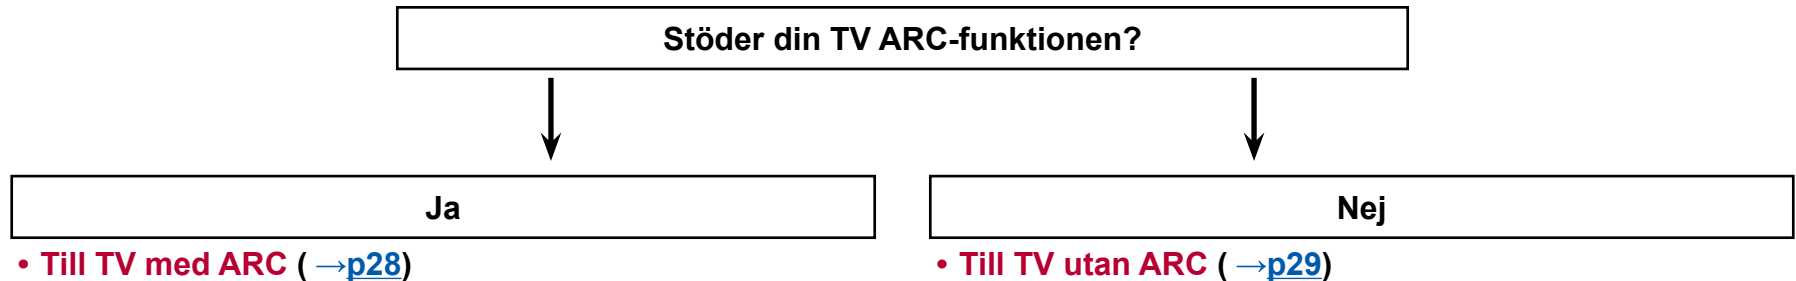 Stöder din TV ARC-funktionen?
Ja
Nej
• Till TV med ARC ( →p28)
• Till TV utan ARC ( →p29)